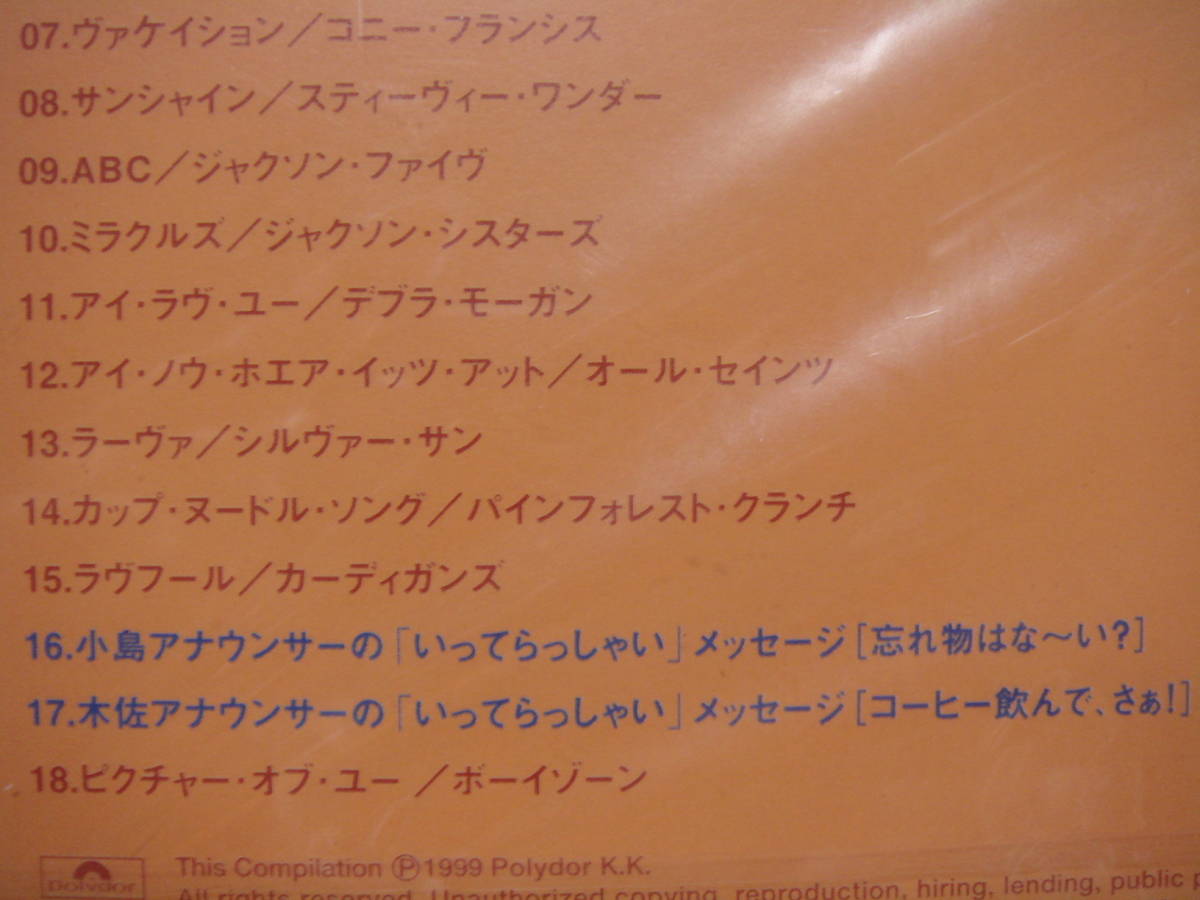 07.ヴァケイション／コニー・フランシス
08.サンシャイン／スティーヴィー・ワンダー
09.ABC／ジャクソン・ファイヴ
10.ミラクルズ／ジャクソン・シスターズ
11.アイ・ラヴ・ユー／デブラ・モーガン
12.アイ・ノウ・ホエア・イッツ・アット／オール・セインツ
13.ラーヴァ／シルヴァー・サン
14.カップ・ヌードル・ソング／パインフォレスト・クランチ
15.ラヴフール／カーディガンズ
16.小島アナウンサーの「いってらっしゃい」メッセージ[忘れ物はな〜い?]
17.木佐アナウンサーの「いってらっしゃい」メッセージ[コーヒー飲んで、さぁ!]
18.ピクチャー・オブ・ユー ／ボーイゾーン
This Compilation Ⓟ1999 Polydor K.K.
Polydor
All rights reserved. Unauthorized copying, reproduction, hiring, lending, public